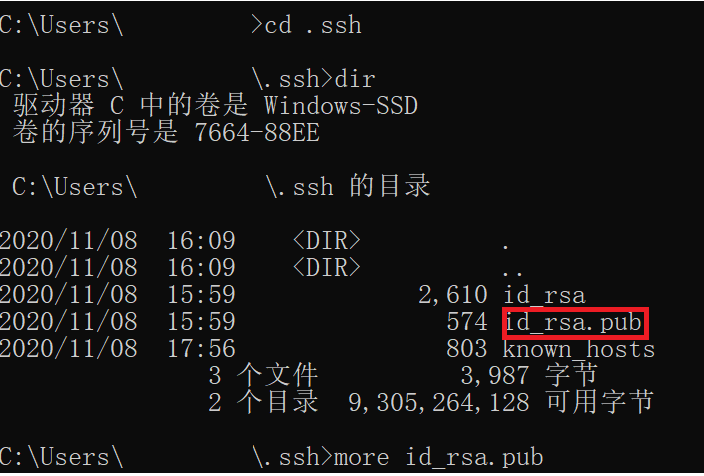 C:\Users\ >cd .ssh
C:\Users\ \.ssh>dir
驱动器 C 中的卷是 Windows-SSD
卷的序列号是 7664-88EE
C:\Users\ \.ssh 的目录
2020/11/08 16:09 <DIR> .
2020/11/08 16:09 <DIR> ..
2020/11/08 15:59 2,610 id_rsa
2020/11/08 15:59 574 id_rsa.pub
2020/11/08 17:56 803 known_hosts
3 个文件 3,987 字节
2 个目录 9,305,264,128 可用字节
C:\Users\ \.ssh>more id_rsa.pub